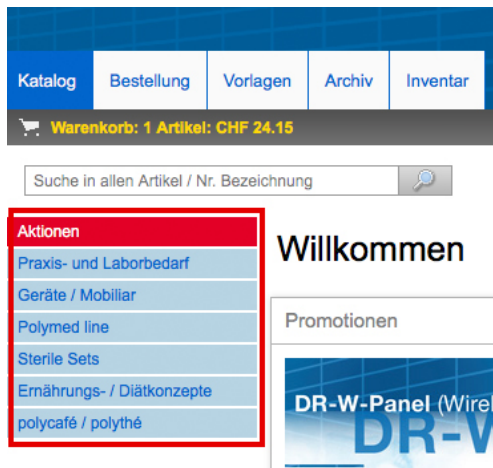 Katalog Bestellung Vorlagen Archiv Inventar
Warenkorb: 1 Artikel: CHF 24.15
Suche in allen Artikel / Nr. Bezeichnung
Aktionen
Praxis- und Laborbedarf
Geräte / Mobiliar
Polymed line
Sterile Sets
Ernährungs- / Diätkonzepte
polycafé / polythé
Willkommen
Promotionen
DR-W-Panel (Wirel
DR-W